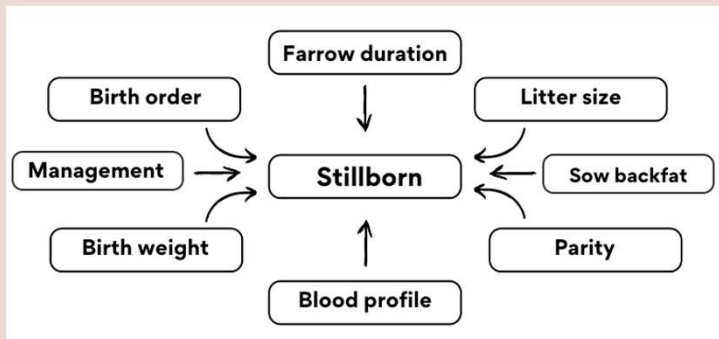 Farrow duration
Birth order
Litter size
Management
Stillborn
Sow backfat
Birth weight
Parity
Blood profile